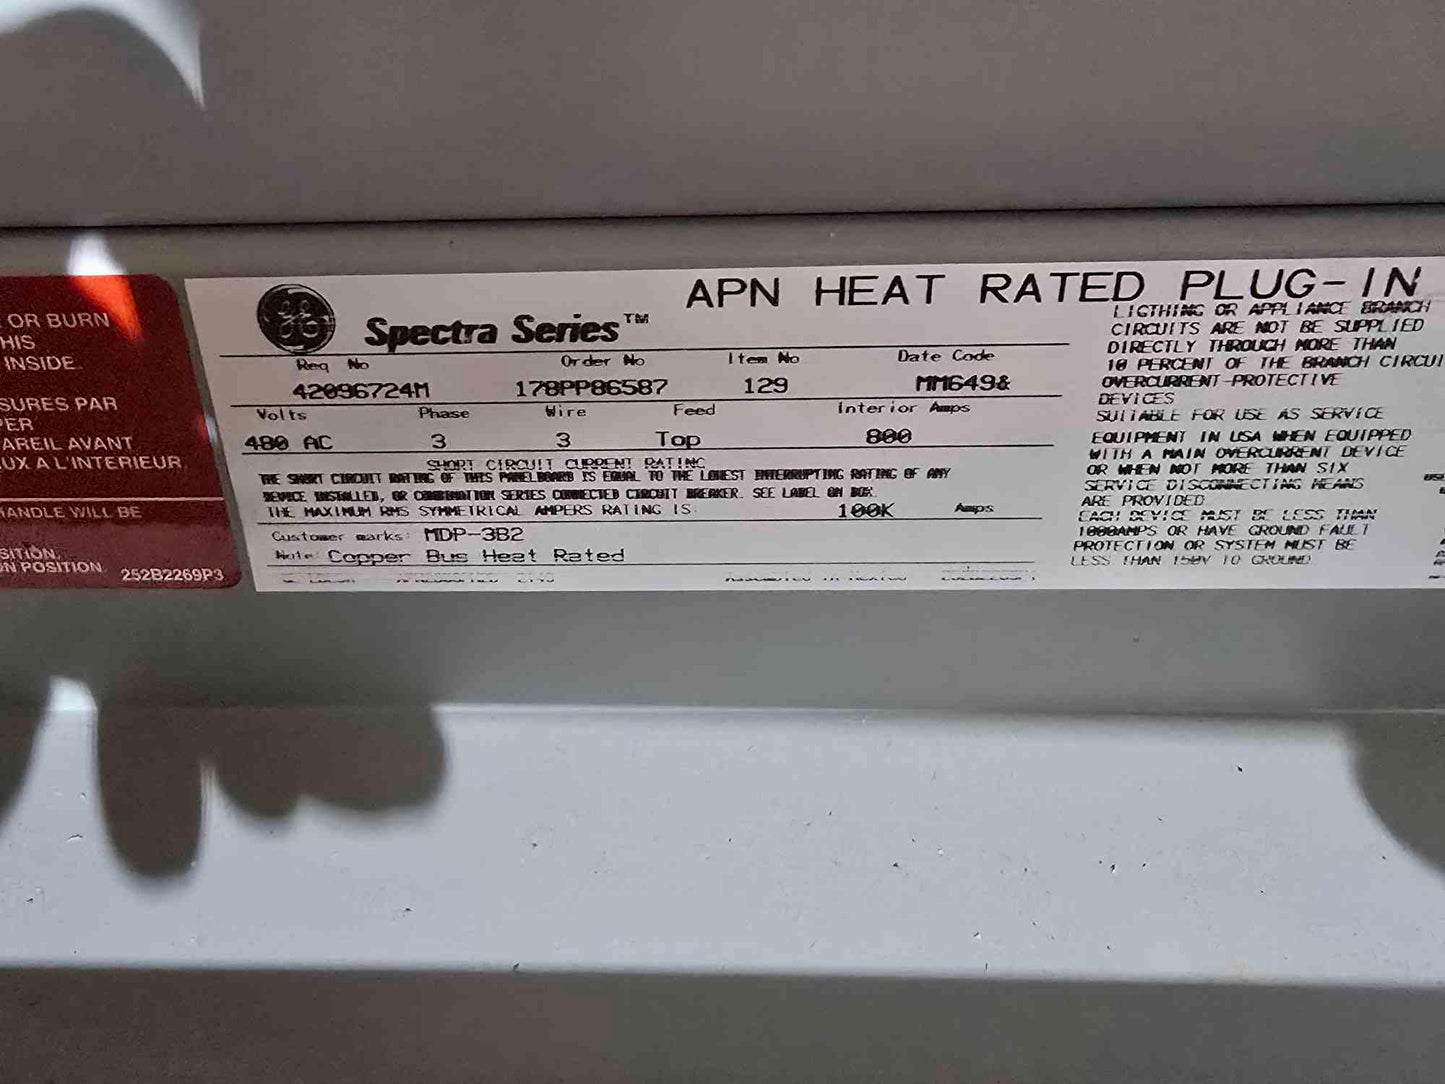 OR BURN
HIS
INSIDE.
SURES PAR
PER
AREIL AVANT
UX A L'INTERIEUR.
HANDLE WILL BE
SITION,
N POSITION.
252B2269P3
GE
Spectra Series™
APN HEAT RATED PLUG-IN
Req No Order No Item No Date Code
42096724M 178PP86587 129 MM649&
Volts Phase Wire Feed Interior Amps
480 AC 3 3 Top 800
SHORT CIRCUIT CURRENT RATING
THE SHORT CIRCUIT RATING OF THIS PANELBOARD IS EQUAL TO THE LOWEST INTERRUPTING RATING OF ANY
DEVICE INSTALLED, OR COMBINATION SERIES CONNECTED CIRCUIT BREAKER. SEE LABEL ON BOX.
THE MAXIMUM RMS SYMMETRICAL AMPERS RATING IS 100K Amps
Customer marks: MDP-3B2
Note: Copper Bus Heat Rated
LIGTHING OR APPLIANCE BRANCH
CIRCUITS ARE NOT BE SUPPLIED
DIRECTLY THROUGH MORE THAN
10 PERCENT OF THE BRANCH CIRCUI
OVERCURRENT-PROTECTIVE
DEVICES
SUITABLE FOR USE AS SERVICE
EQUIPMENT IN USA WHEN EQUIPPED
WITH A MAIN OVERCURRENT DEVICE
OR WHEN NOT MORE THAN SIX
SERVICE DISCONNECTING MEANS
ARE PROVIDED
EACH DEVICE MUST BE LESS THAN
1000AMPS OR HAVE GROUND FAULT
PROTECTION OR SYSTEM MUST BE
LESS THAN 150V TO GROUND